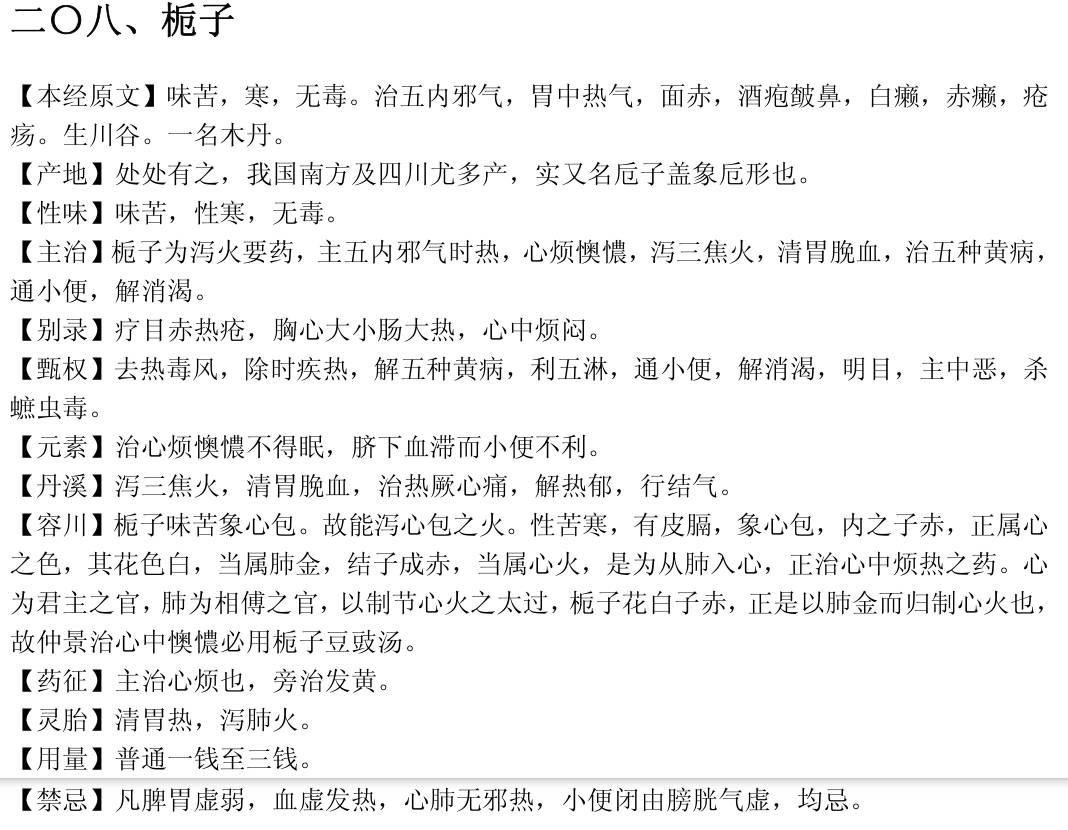 二〇八、栀子
【本经原文】味苦，寒，无毒。治五内邪气，胃中热气，面赤，酒疱皶鼻，白癞，赤癞，疮
疡。生川谷。一名木丹。
【产地】处处有之，我国南方及四川尤多产，实又名卮子盖象卮形也。
【性味】味苦，性寒，无毒。
【主治】栀子为泻火要药，主五内邪气时热，心烦懊憹，泻三焦火，清胃脘血，治五种黄病，
通小便，解消渴。
【别录】疗目赤热疮，胸心大小肠大热，心中烦闷。
【甄权】去热毒风，除时疾热，解五种黄病，利五淋，通小便，解消渴，明目，主中恶，杀
蟅虫毒。
【元素】治心烦懊憹不得眠，脐下血滞而小便不利。
【丹溪】泻三焦火，清胃脘血，治热厥心痛，解热郁，行结气。
【容川】栀子味苦象心包。故能泻心包之火。性苦寒，有皮膈，象心包，内之子赤，正属心
之色，其花色白，当属肺金，结子成赤，当属心火，是为从肺入心，正治心中烦热之药。心
为君主之官，肺为相傅之官，以制节心火之太过，栀子花白子赤，正是以肺金而归制心火也，
故仲景治心中懊憹必用栀子豆豉汤。
【药征】主治心烦也，旁治发黄。
【灵胎】清胃热，泻肺火。
【用量】普通一钱至三钱。
【禁忌】凡脾胃虚弱，血虚发热，心肺无邪热，小便闭由膀胱气虚，均忌。